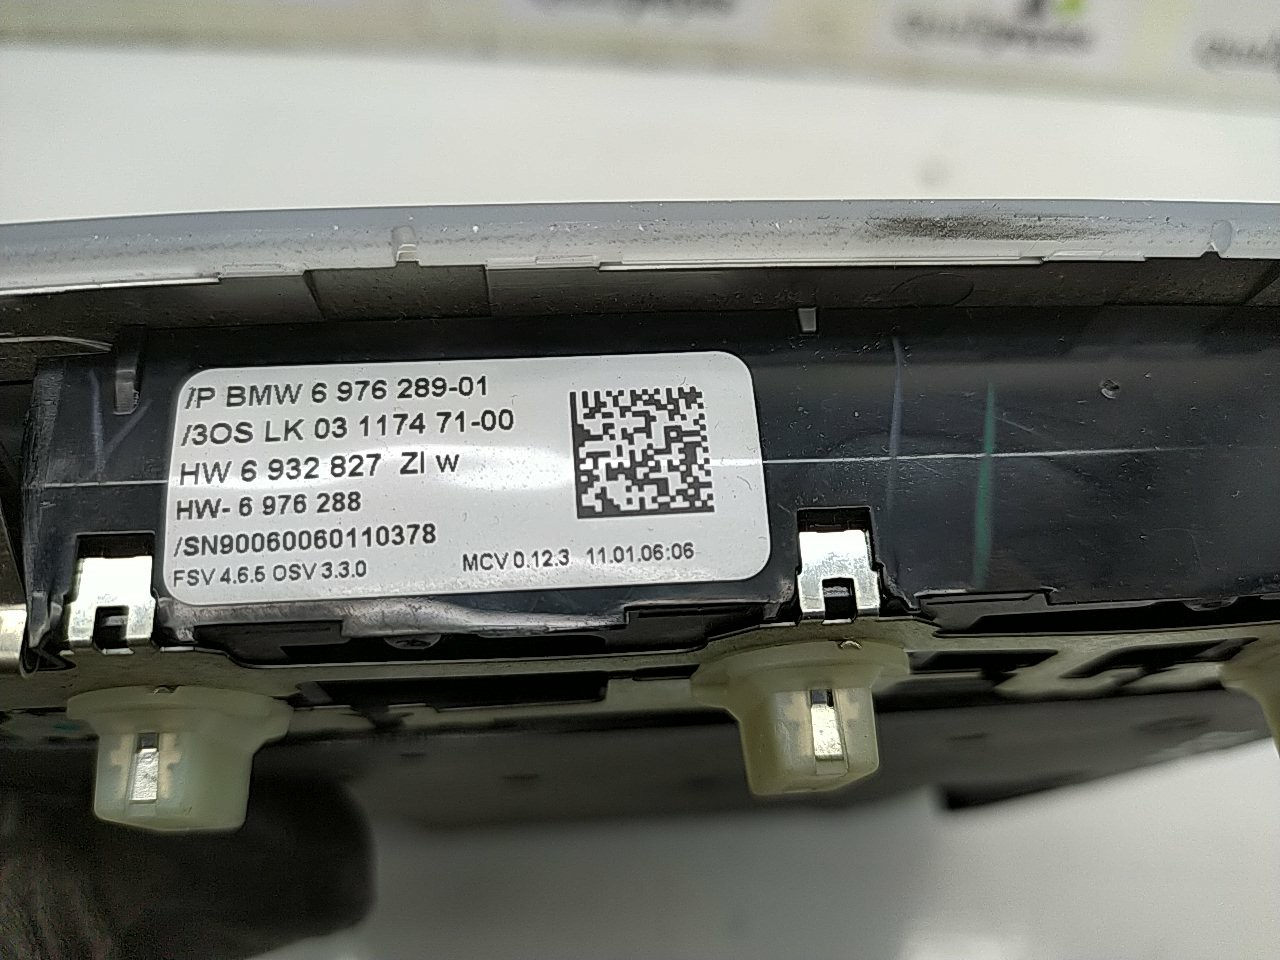 /P BMW 6 976 289-01
/3OS LK 03 1174 71-00
HW 6 932 827 ZI w
HW- 6 976 288
/SN90060060110378
FSV 4.6.5 OSV 3.3.0
MCV 0.12.3 11.01.06:06